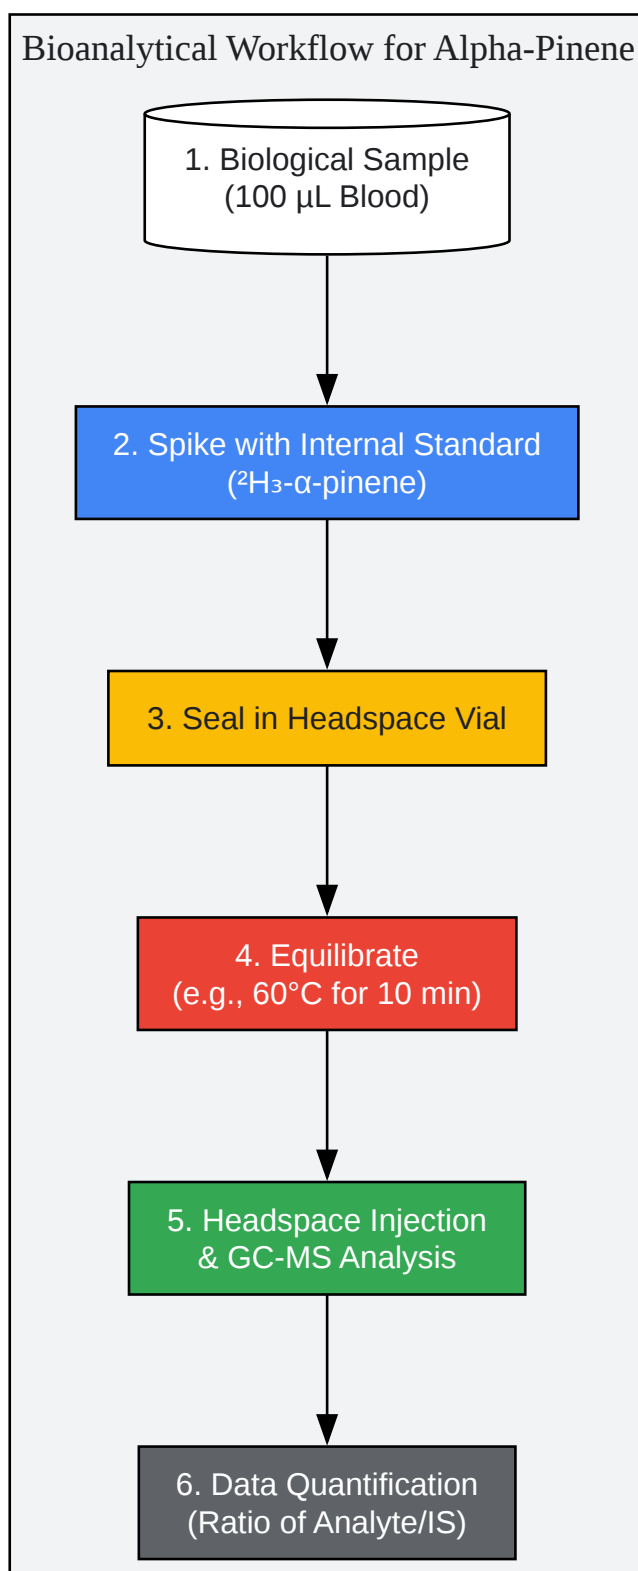 Bioanalytical Workflow for Alpha-Pinene
1. Biological Sample
(100 µL Blood)
2. Spike with Internal Standard
(²H₃-α-pinene)
3. Seal in Headspace Vial
4. Equilibrate
(e.g., 60°C for 10 min)
5. Headspace Injection
& GC-MS Analysis
6. Data Quantification
(Ratio of Analyte/IS)